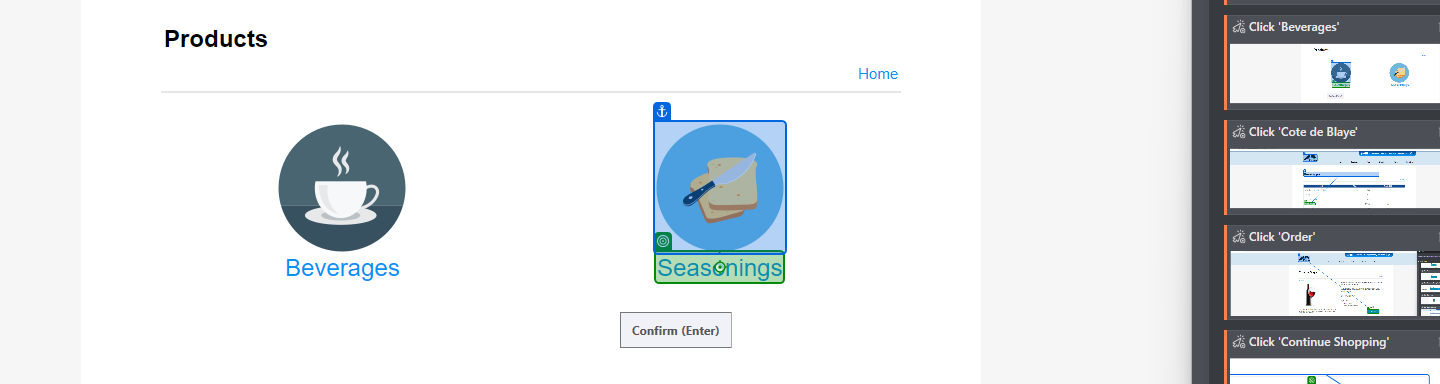 Products
Home
Beverages
Seasonings
Confirm (Enter)
Click 'Beverages'
Click 'Cote de Blaye'
Click 'Order'
Click 'Continue Shopping'